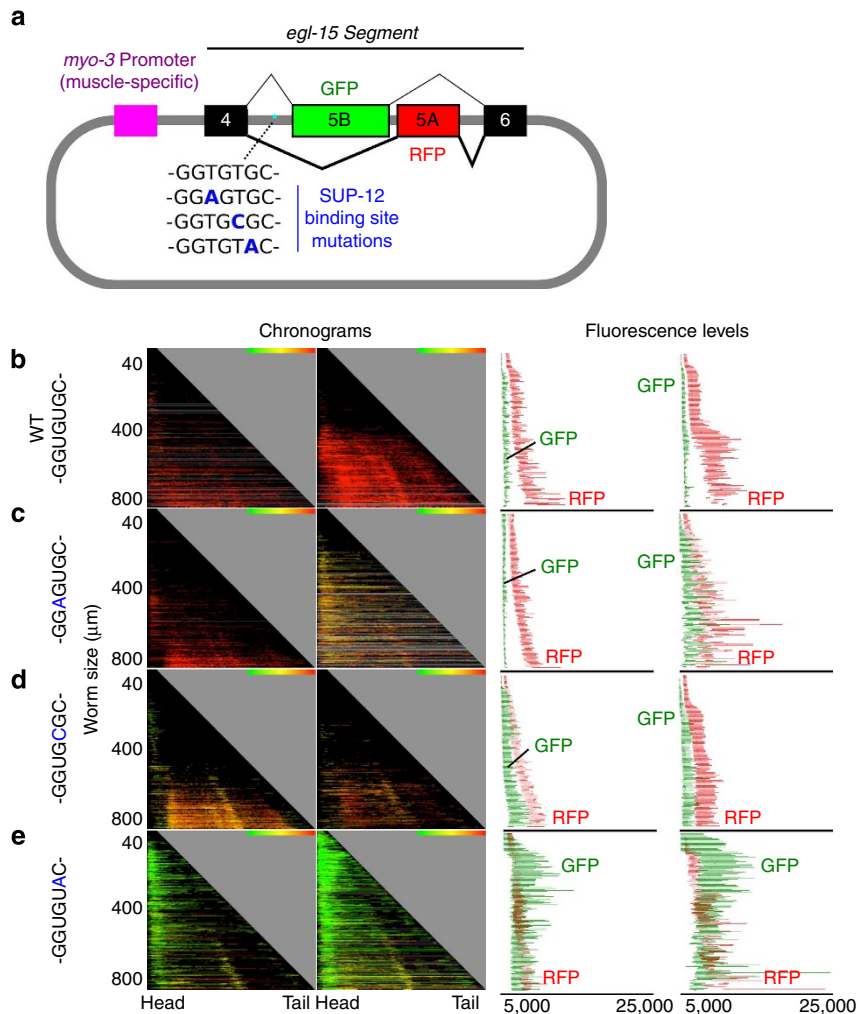 a
egl-15 Segment
myo-3 Promoter
(muscle-specific)
GFP
4
5B
5A
6
RFP
-GGTGTGC-
-GGAGTGC-
-GGTGCGC-
-GGTGTAC-
SUP-12
binding site
mutations
Chronograms
Fluorescence levels
b
WT
-GGUGUGC-
40
400
800
GFP
RFP
GFP
RFP
c
-GGAGUGC-
Worm size (μm)
40
400
800
GFP
RFP
GFP
RFP
d
-GGUGCGC-
40
400
800
GFP
RFP
GFP
RFP
e
-GGUGUAC-
40
400
800
GFP
RFP
GFP
RFP
Head Tail Head Tail
5,000 25,000 5,000 25,000